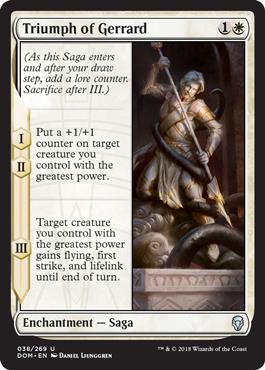 Triumph of Gerrard 1
(As this Saga enters
and after your draw
step, add a lore counter.
Sacrifice after III.)
I
II
Put a +1/+1
counter on target
creature you
control with the
greatest power.
III
Target creature
you control with
the greatest power
gains flying, first
strike, and lifelink
until end of turn.
Enchantment — Saga
038/269 U
DOM • EN DANIEL LJUNGGREN
™ & © 2018 Wizards of the Coast